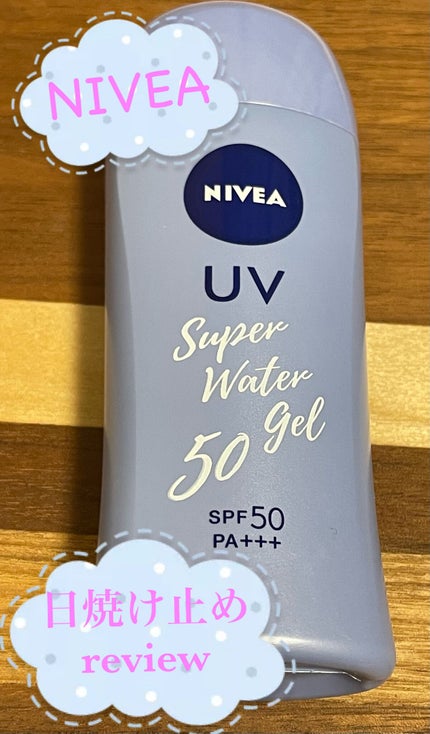 NIVEA
NIVEA
UV
Super
Water
Gel
50
SPF50
PA+++
日焼け止め
review